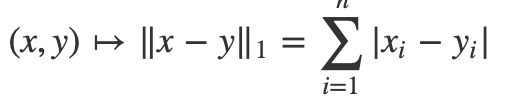 (x, y) ↦ ‖x − y‖₁ = ∑ᵢ₌₁ⁿ |xᵢ − yᵢ|